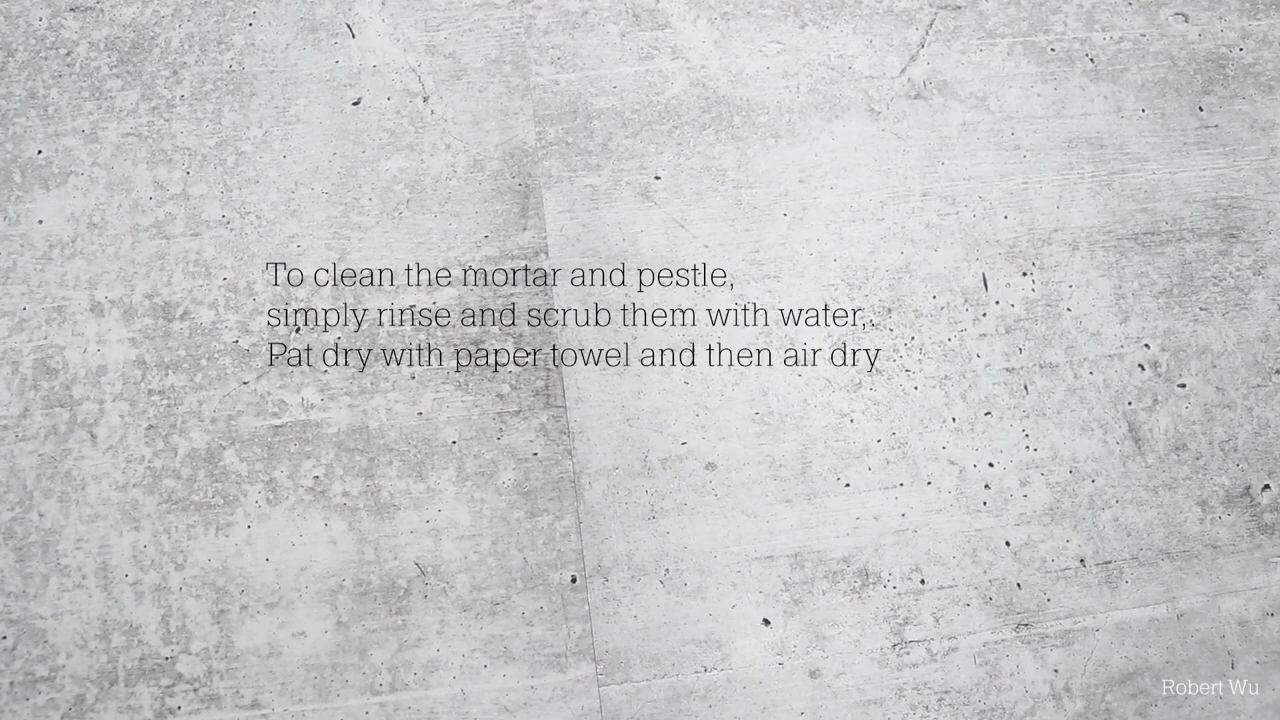 To clean the mortar and pestle,
simply rinse and scrub them with water,.
Pat dry with paper towel and then air dry
Robert Wu